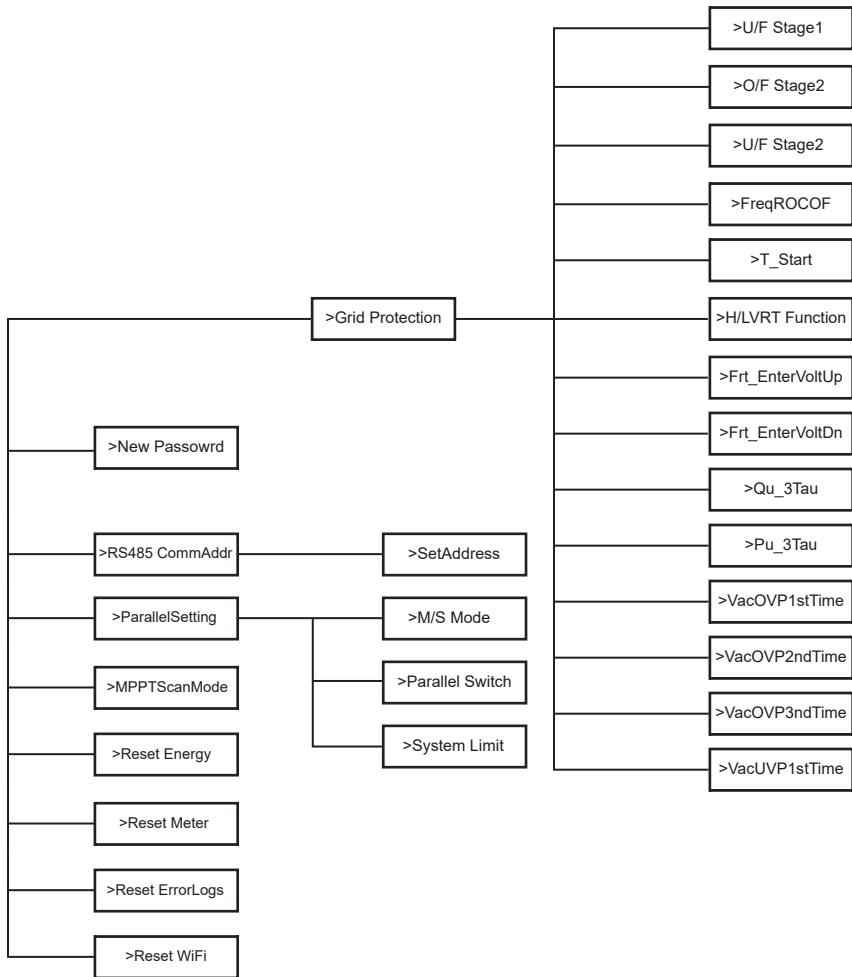 >U/F Stage1
>O/F Stage2
>U/F Stage2
>FreqROCOF
>T_Start
>Grid Protection
>H/LVRT Function
>Frt_EnterVoltUp
>Frt_EnterVoltDn
>New Passowrd
>Qu_3Tau
>Pu_3Tau
>RS485 CommAddr
>SetAddress
>VacOVP1stTime
>ParallelSetting
>M/S Mode
>VacOVP2ndTime
>MPPTScanMode
>Parallel Switch
>VacOVP3ndTime
>Reset Energy
>System Limit
>VacUVP1stTime
>Reset Meter
>Reset ErrorLogs
>Reset WiFi